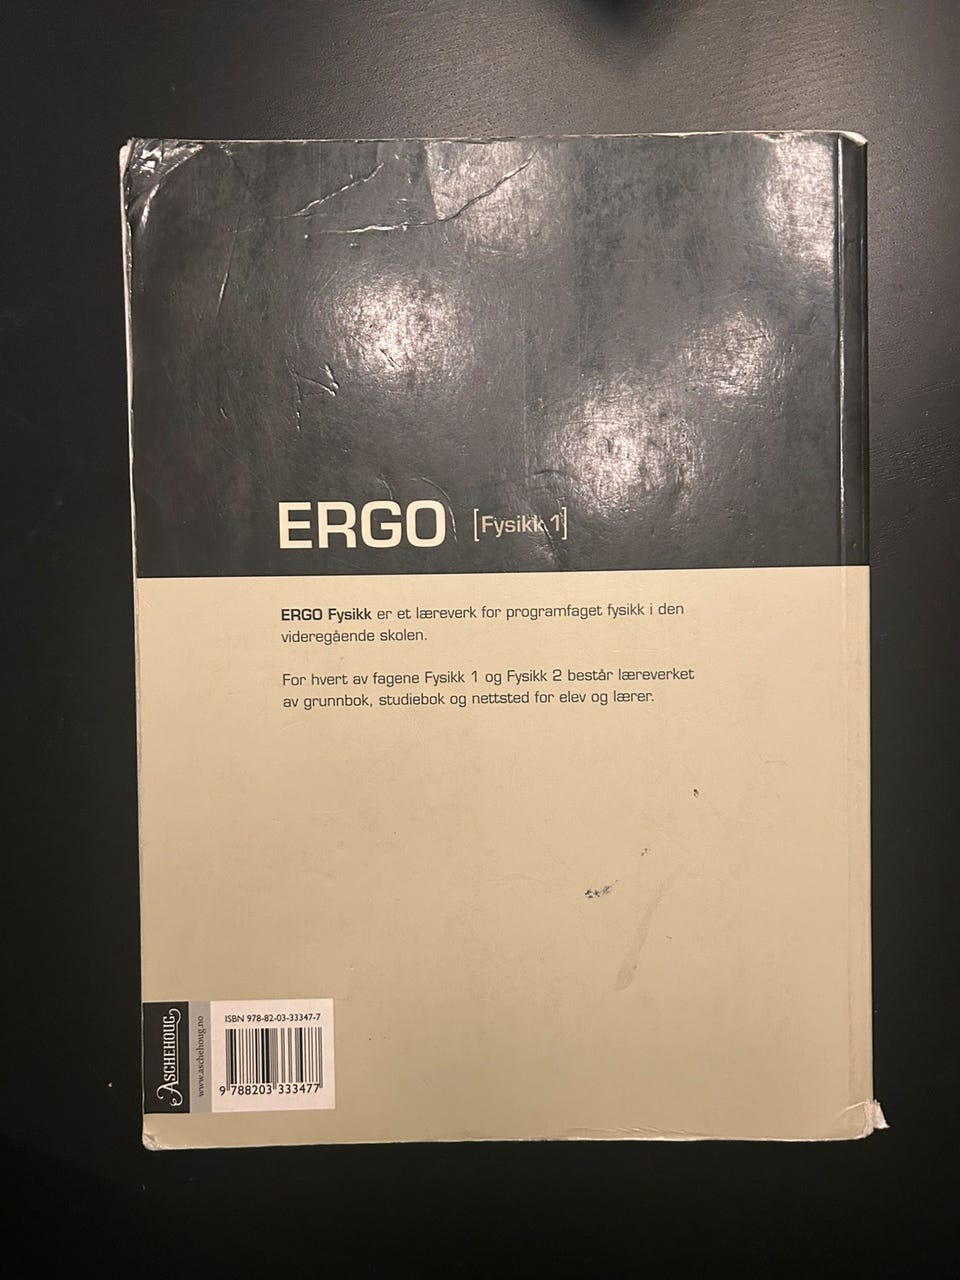 ERGO [Fysikk 1]
ERGO Fysikk er et læreverk for programfaget fysikk i den
videregående skolen.
For hvert av fagene Fysikk 1 og Fysikk 2 består læreverket
av grunnbok, studiebok og nettsted for elev og lærer.
ASCHEHOUG
www.aschehoug.no
ISBN 978-82-03-33347-7
9 788203 333477